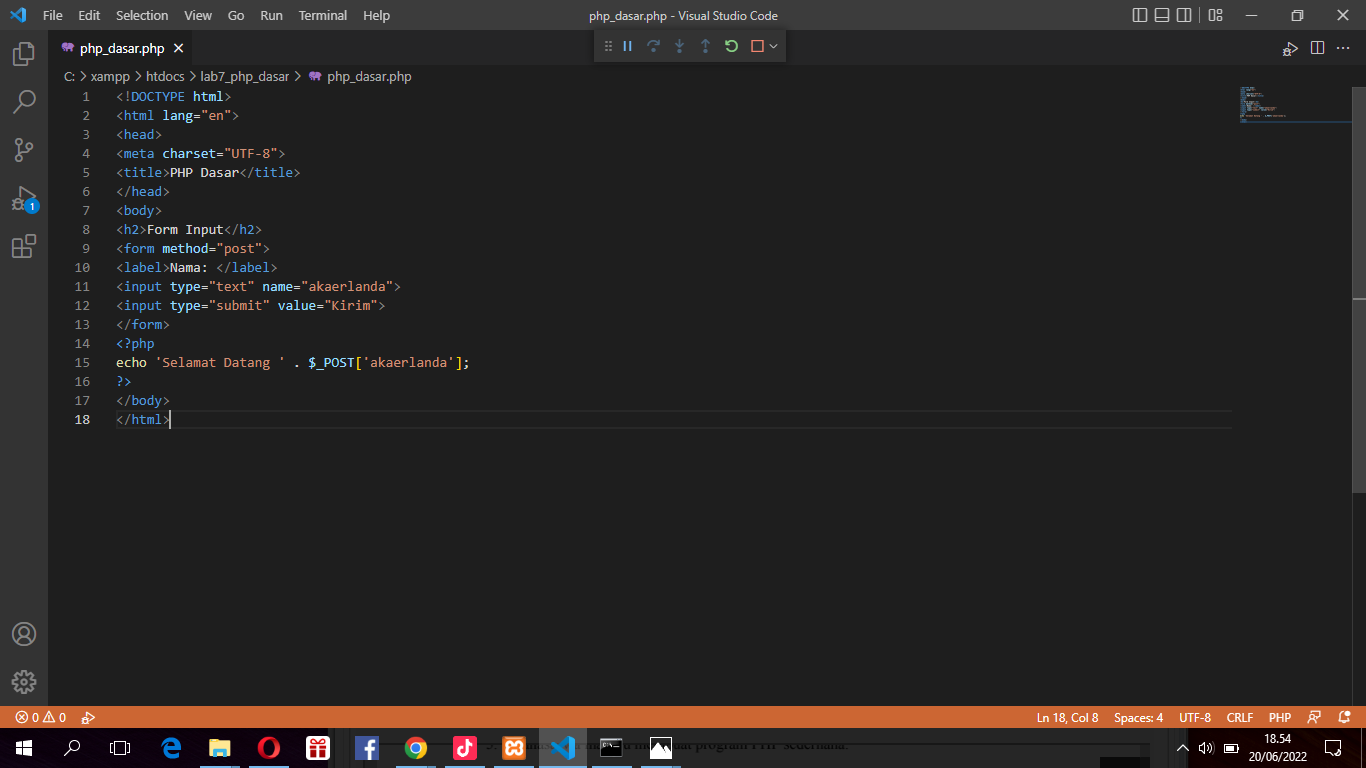 File Edit Selection View Go Run Terminal Help
php_dasar.php - Visual Studio Code
php_dasar.php
C: > xampp > htdocs > lab7_php_dasar > php_dasar.php
1 <!DOCTYPE html>
2 <html lang="en">
3 <head>
4 <meta charset="UTF-8">
5 <title>PHP Dasar</title>
6 </head>
7 <body>
8 <h2>Form Input</h2>
9 <form method="post">
10 <label>Nama: </label>
11 <input type="text" name="akaerlanda">
12 <input type="submit" value="Kirim">
13 </form>
14 <?php
15 echo 'Selamat Datang ' . $_POST['akaerlanda'];
16 ?>
17 </body>
18 </html>
1
0 0
Ln 18, Col 8 Spaces: 4 UTF-8 CRLF PHP
program PHP sederhana.
18.54
20/06/2022